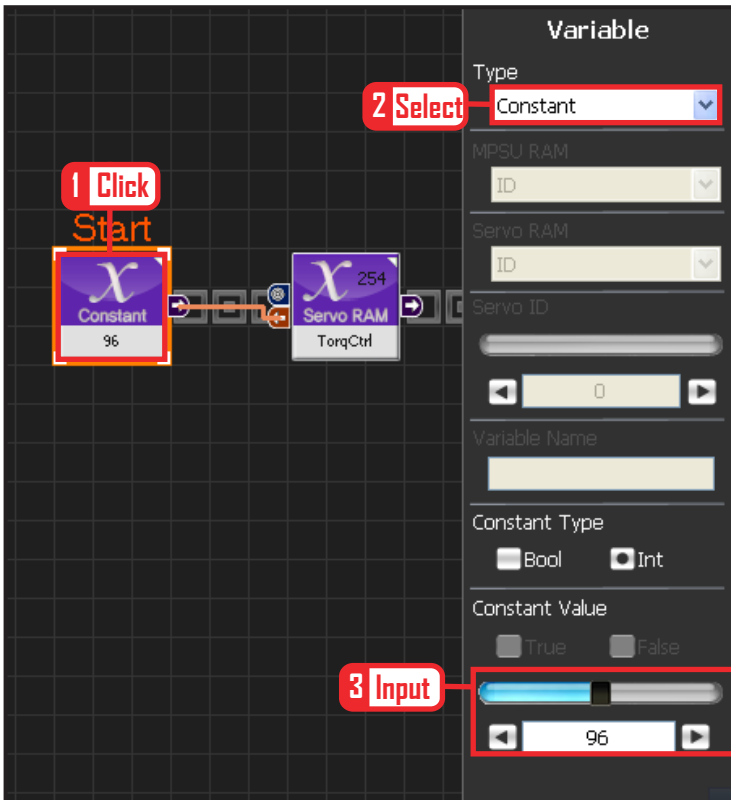 Variable
Type
2 Select
Constant
MPSU RAM
ID
1 Click
Start
Servo RAM
ID
X
Constant
96
X
254
Servo RAM
TorqCtrl
Servo ID
0
Variable Name
Constant Type
Bool Int
Constant Value
True False
3 Input
96